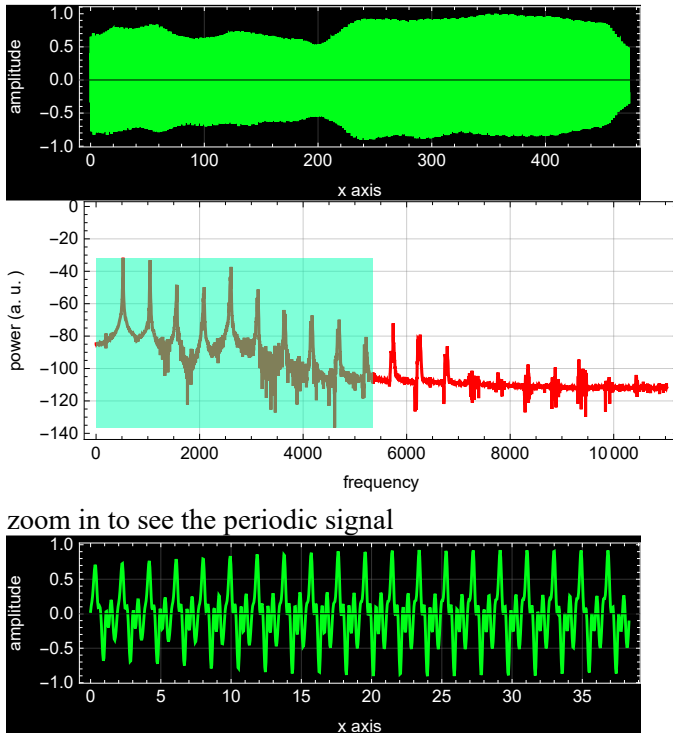 1.0
0.5
0.0
−0.5
−1.0
amplitude
0 100 200 300 400
x axis
0
−20
−40
−60
−80
−100
−120
−140
power (a. u. )
0 2000 4000 6000 8000 10 000
frequency
zoom in to see the periodic signal
1.0
0.5
0.0
−0.5
−1.0
amplitude
0 5 10 15 20 25 30 35
x axis